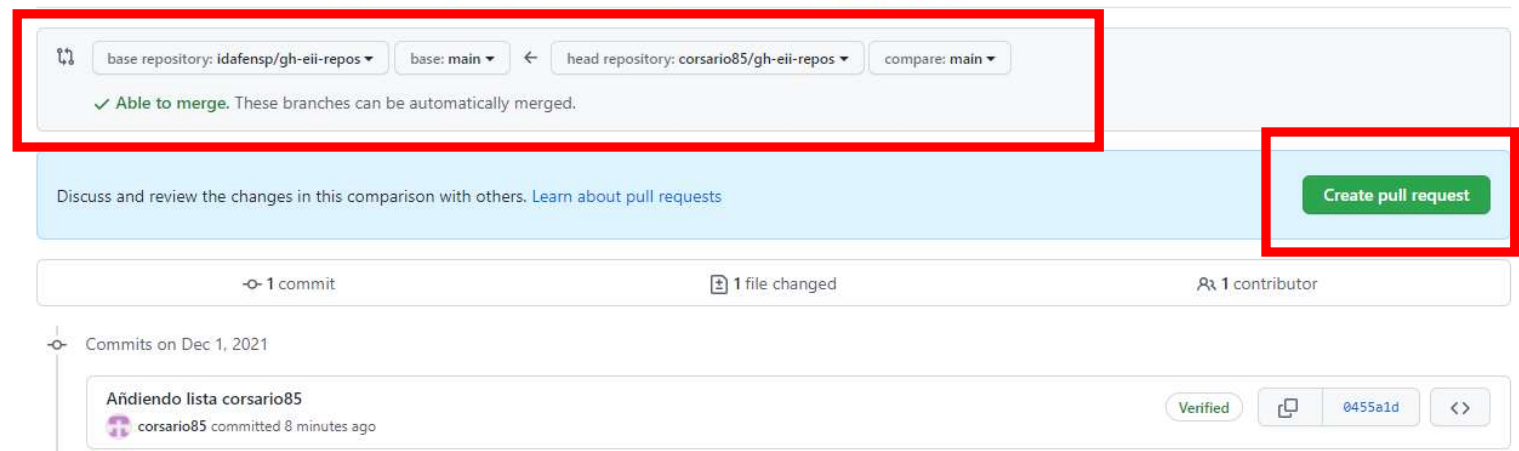 base repository: idafensp/gh-eii-repos base: main ← head repository: corsario85/gh-eii-repos compare: main
✓ Able to merge. These branches can be automatically merged.
Discuss and review the changes in this comparison with others. Learn about pull requests Create pull request
1 commit 1 file changed 1 contributor
Commits on Dec 1, 2021
Añdiendo lista corsario85 Verified 0455a1d <>
corsario85 committed 8 minutes ago